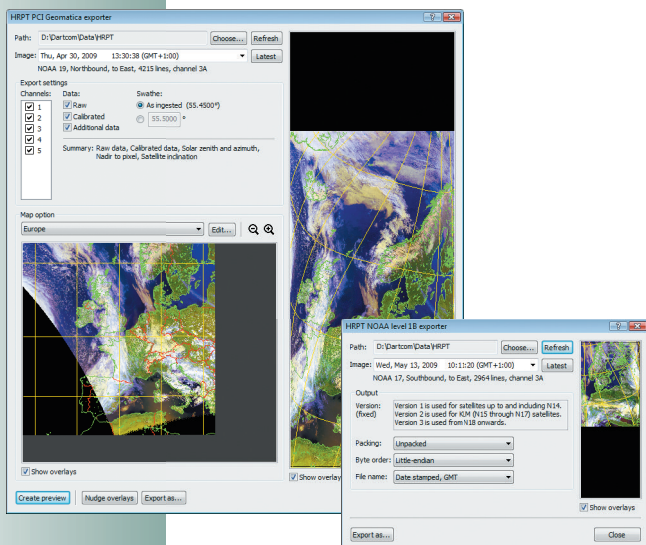 HRPT PCI Geomatica exporter
Path: D:\Dartcom\Data\HRPT Choose... Refresh
Image: Thu, Apr 30, 2009 13:30:38 (GMT+1:00) Latest
NOAA 19, Northbound, to East, 4215 lines, channel 3A
Export settings
Channels: Data: Swathe:
1 Raw As ingested (55.4500°)
2 Calibrated 55.5000 °
3 Additional data
4
5
Summary: Raw data, Calibrated data, Solar zenith and azimuth,
Nadir to pixel, Satellite inclination
Map option
Europe Edit...
Show overlays
Create preview Nudge overlays Export as...
Show overlay
HRPT NOAA level 1B exporter
Path: D:\Dartcom\Data\HRPT Choose... Refresh
Image: Wed, May 13, 2009 10:11:20 (GMT+1:00) Latest
NOAA 17, Southbound, to East, 2964 lines, channel 3A
Output
Version: Version 1 is used for satellites up to and including N14.
(fixed) Version 2 is used for KLM (N15 through N17) satellites.
Version 3 is used from N18 onwards.
Packing: Unpacked
Byte order: Little-endian
File name: Date stamped, GMT
Show overlays
Export as... Close